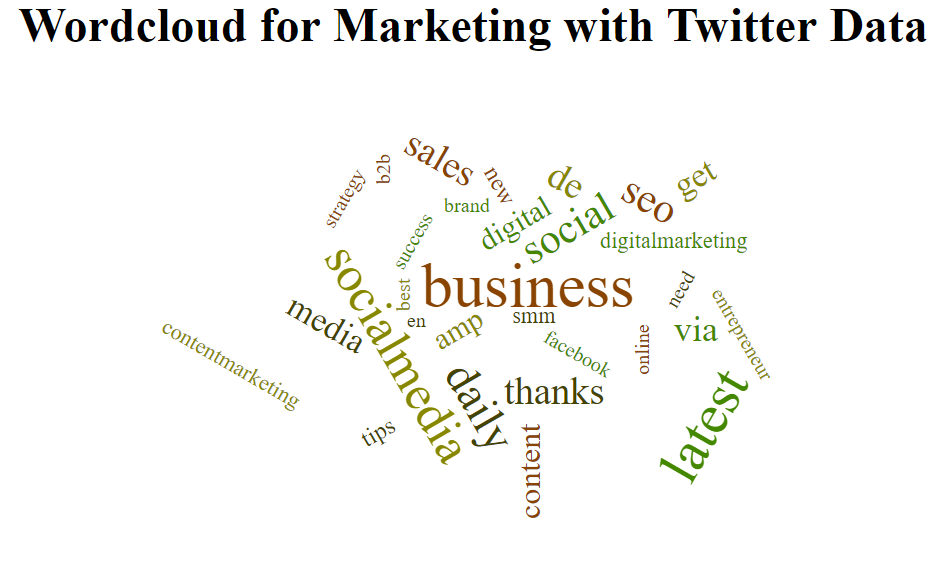 Wordcloud for Marketing with Twitter Data
sales
b2b
strategy
new
de
get
seo
brand
digital
social
success
digitalmarketing
socialmedia
business
best
need
entrepreneur
media
en
smm
amp
via
contentmarketing
facebook
online
daily
thanks
latest
tips
content